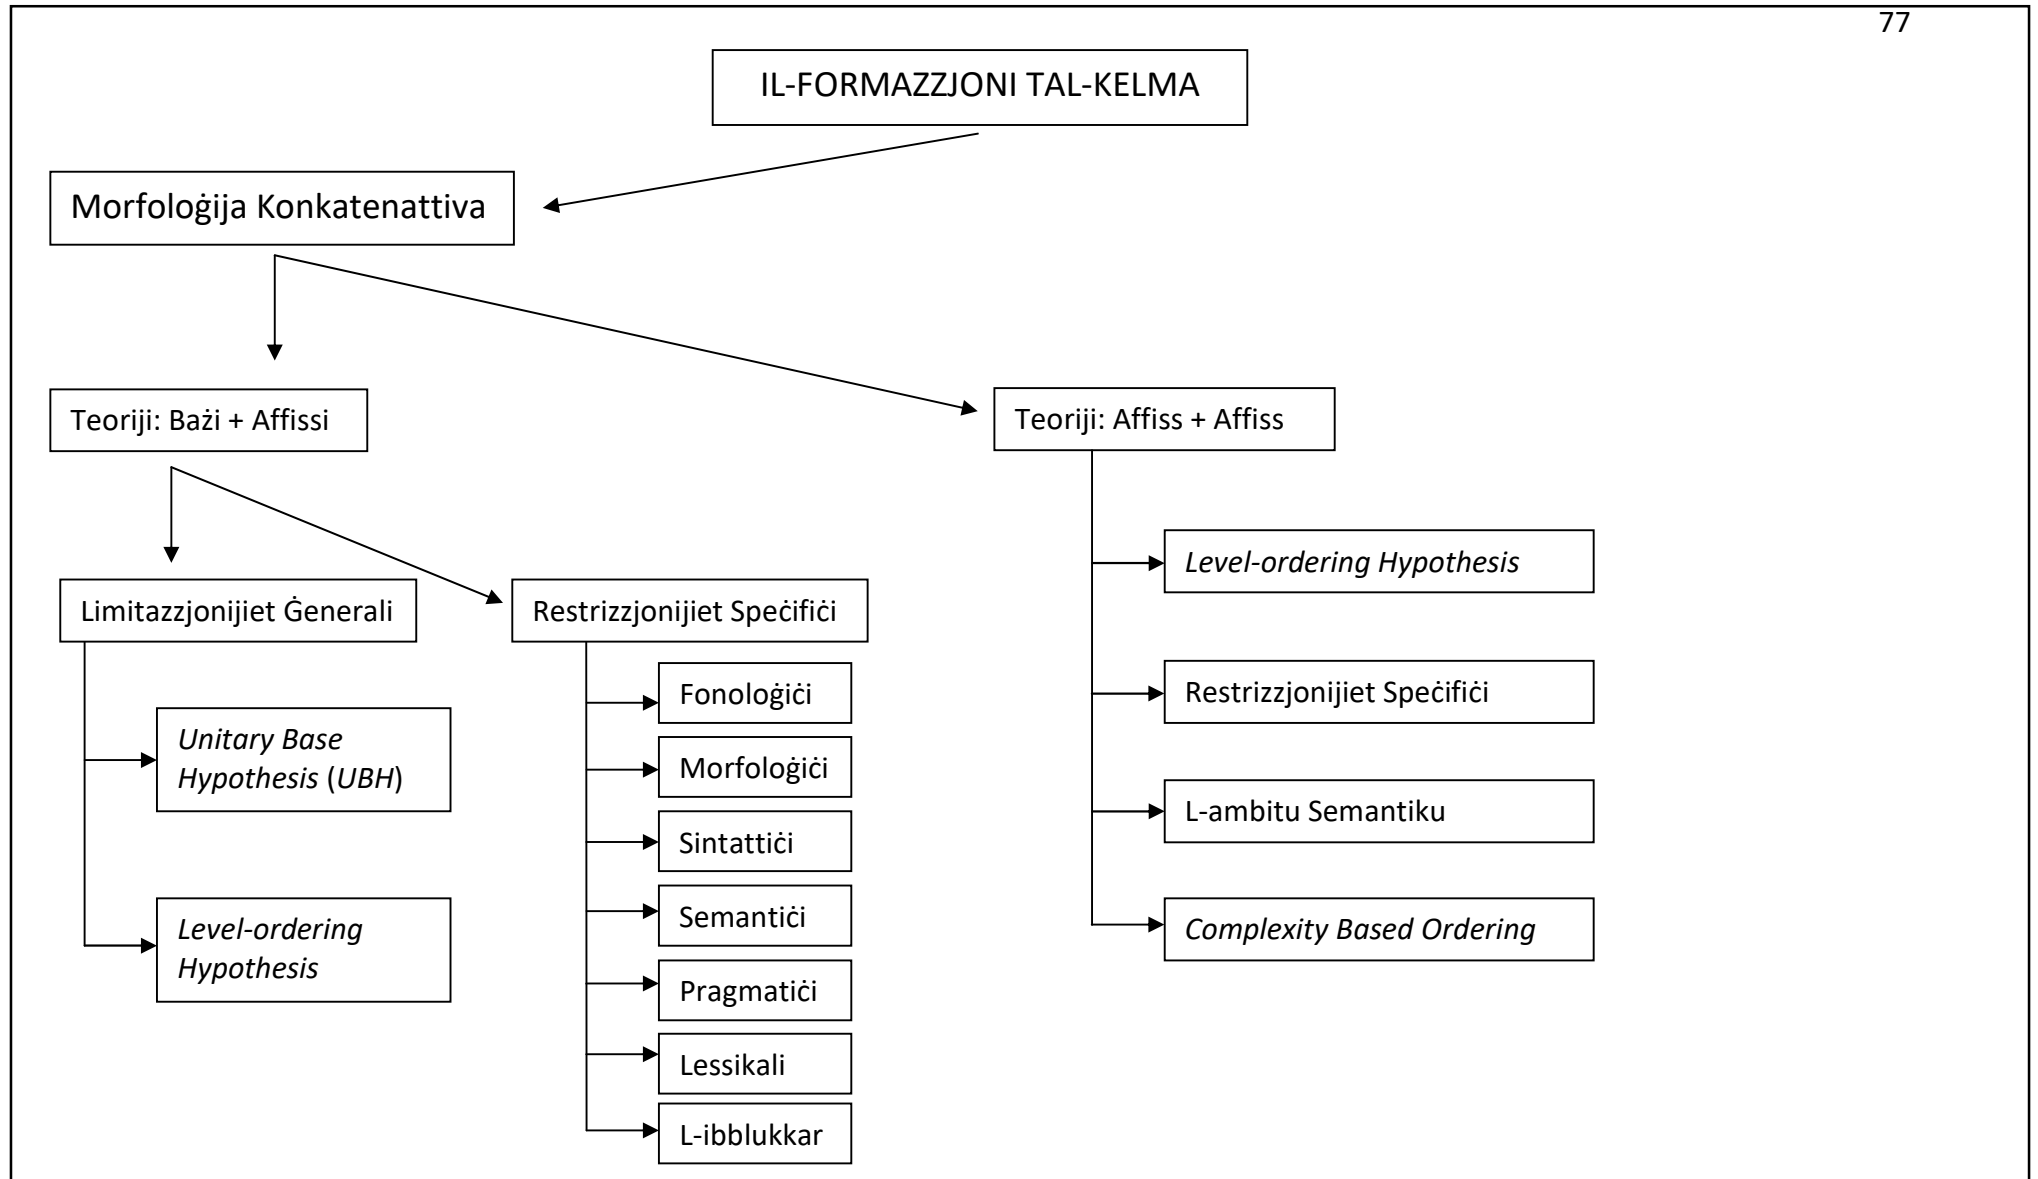 77
IL-FORMAZZJONI TAL-KELMA
Morfoloġija Konkatenattiva
Teoriji: Bażi + Affissi
Teoriji: Affiss + Affiss
Limitazzjonijiet Ġenerali
Unitary Base
Hypothesis (UBH)
Level-ordering
Hypothesis
Restrizzjonijiet Speċifiċi
Fonoloġiċi
Morfoloġiċi
Sintattiċi
Semantiċi
Pragmatiċi
Lessikali
L-ibblukkar
Level-ordering Hypothesis
Restrizzjonijiet Speċifiċi
L-ambitu Semantiku
Complexity Based Ordering